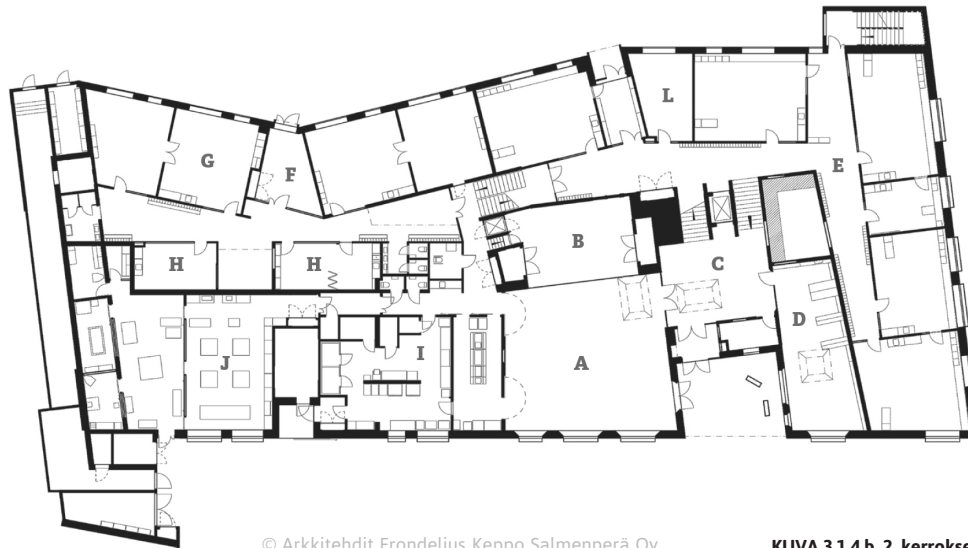 L
G
F
E
B
H
H
C
D
J
I
A
© Arkkitehdit Frondelius Keppo Salmenperä Oy
KUVA 3.1.4 b. 2. kerrokse